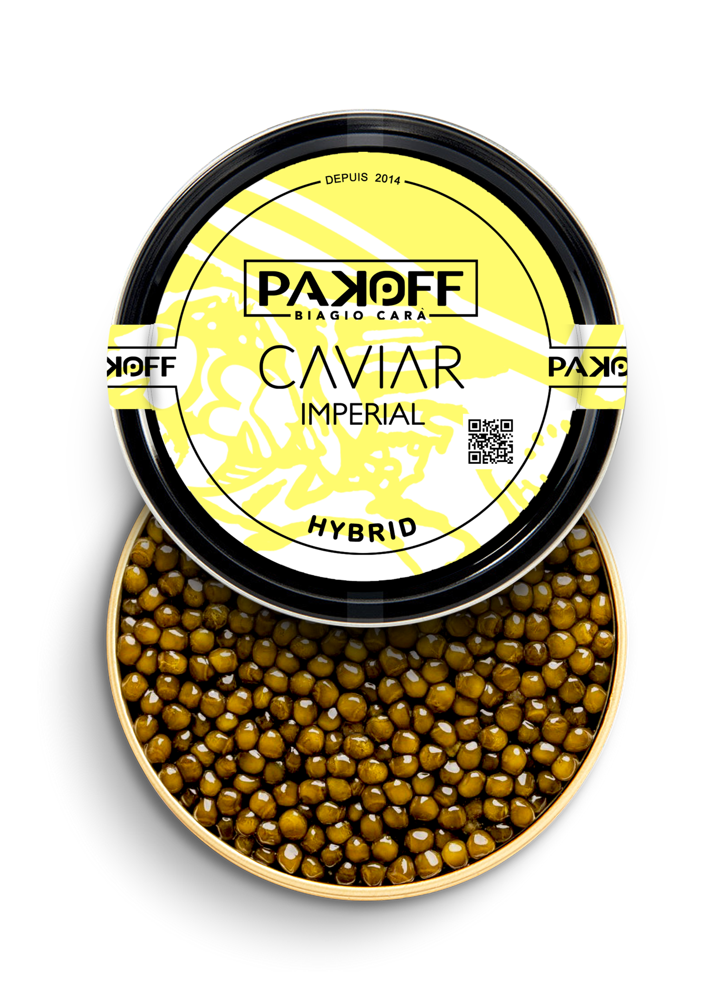 DEPUIS 2014
PAKOFF
BIAGIO CARÀ
KOFF
PAKO
CAVIAR
IMPERIAL
HYBRID